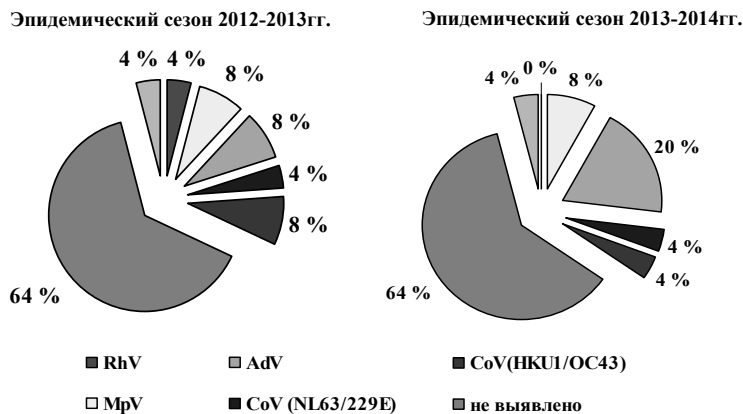 Эпидемический сезон 2012-2013гг.
Эпидемический сезон 2013-2014гг.
4 %
4 %
8 %
8 %
4 %
8 %
64 %
4 %
0 %
8 %
20 %
4 %
4 %
64 %
RhV
AdV
CoV(HKU1/OC43)
MpV
CoV (NL63/229E)
не выявлено